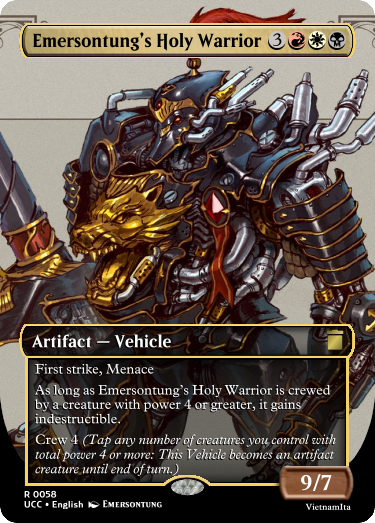 Emersontung's Holy Warrior 3
Artifact — Vehicle
First strike, Menace
As long as Emersontung's Holy Warrior is crewed
by a creature with power 4 or greater, it gains
indestructible.
Crew 4 (Tap any number of creatures you control with
total power 4 or more: This Vehicle becomes an artifact
creature until end of turn.)
9/7
R 0058
UCC • English EMERSONTUNG
VietnamIta